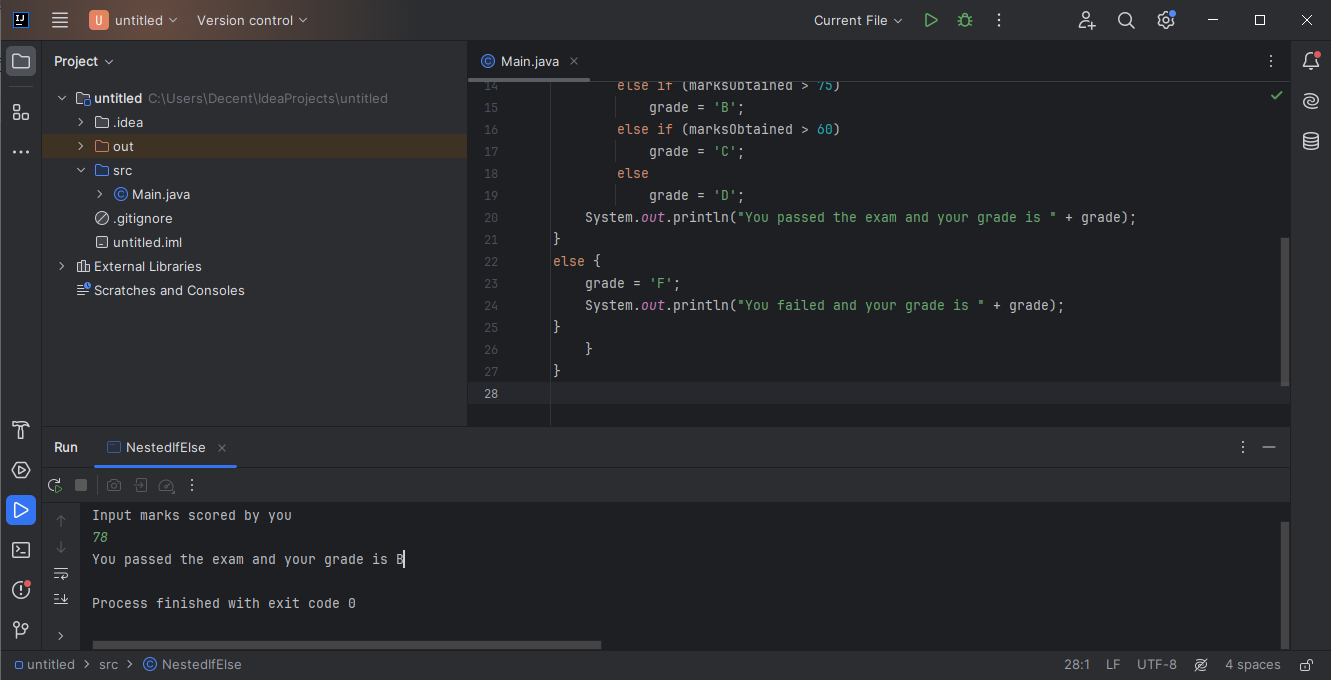 U untitled Version control Current File
Project
untitled C:\Users\Decent\IdeaProjects\untitled
.idea
out
src
Main.java
.gitignore
untitled.iml
External Libraries
Scratches and Consoles
Main.java
14 else if (marksObtained > 75)
15 grade = 'B';
16 else if (marksObtained > 60)
17 grade = 'C';
18 else
19 grade = 'D';
20 System.out.println("You passed the exam and your grade is " + grade);
21 }
22 else {
23 grade = 'F';
24 System.out.println("You failed and your grade is " + grade);
25 }
26 }
27 }
28
Run NestedIfElse
Input marks scored by you
78
You passed the exam and your grade is B
Process finished with exit code 0
untitled > src > NestedIfElse 28:1 LF UTF-8 4 spaces